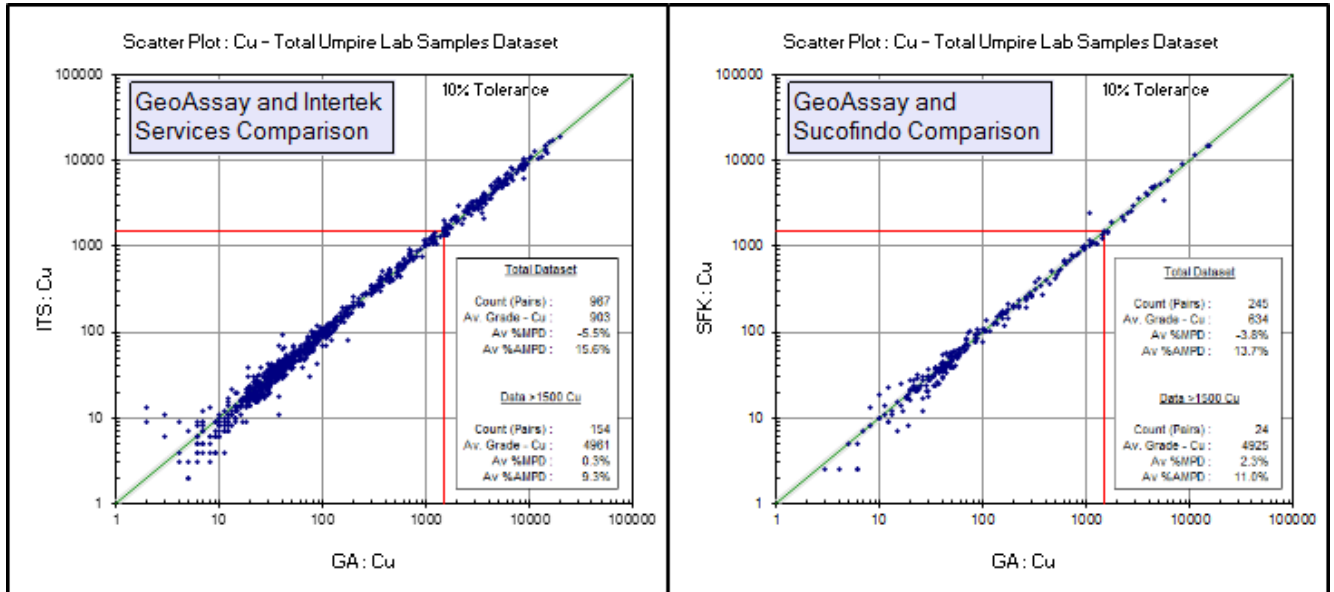 Scatter Plot : Cu - Total Umpire Lab Samples Dataset
100000
10000
1000
100
10
1
ITS : Cu
GeoAssay and Intertek
Services Comparison
10% Tolerance
Total Dataset
Count (Pairs) : 967
Av. Grade - Cu : 903
Av %MPD : -5.5%
Av %AMPD : 15.6%
Data >1500 Cu
Count (Pairs) : 154
Av. Grade - Cu : 4961
Av %MPD : 0.3%
Av %AMPD : 9.3%
1 10 100 1000 10000 100000
GA : Cu
Scatter Plot : Cu - Total Umpire Lab Samples Dataset
100000
10000
1000
100
10
1
SFK : Cu
GeoAssay and
Sucofindo Comparison
10% Tolerance
Total Dataset
Count (Pairs) : 245
Av. Grade - Cu : 634
Av %MPD : -3.8%
Av %AMPD : 13.7%
Data >1500 Cu
Count (Pairs) : 24
Av. Grade - Cu : 4925
Av %MPD : 2.3%
Av %AMPD : 11.0%
1 10 100 1000 10000 100000
GA : Cu